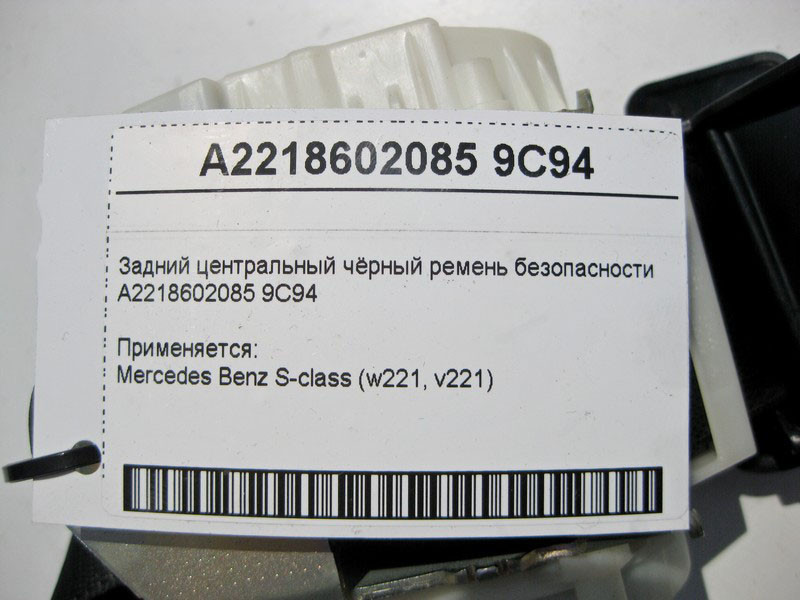 A2218602085 9C94
Задний центральный чёрный ремень безопасности
A2218602085 9C94
Применяется:
Mercedes Benz S-class (w221, v221)